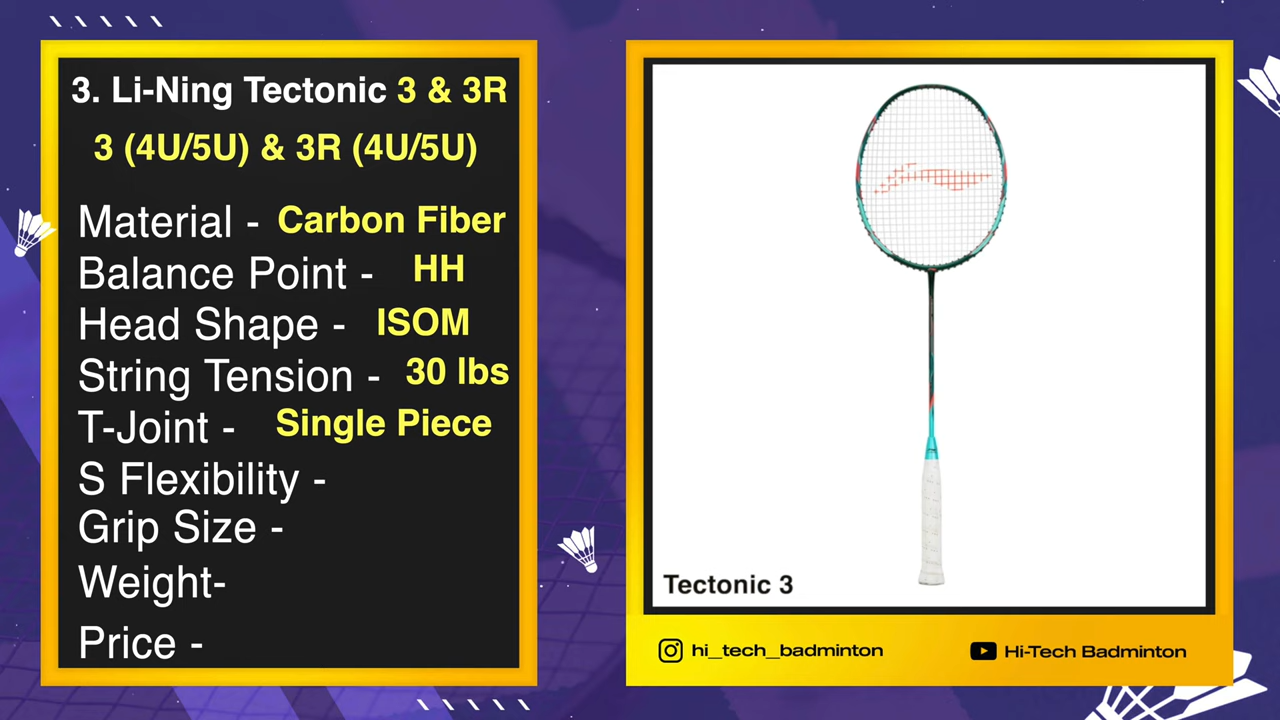 3. Li-Ning Tectonic 3 & 3R
3 (4U/5U) & 3R (4U/5U)
Material - Carbon Fiber
Balance Point - HH
Head Shape - ISOM
String Tension - 30 lbs
T-Joint - Single Piece
S Flexibility -
Grip Size -
Weight-
Price -
Tectonic 3
hi_tech_badminton
Hi-Tech Badminton